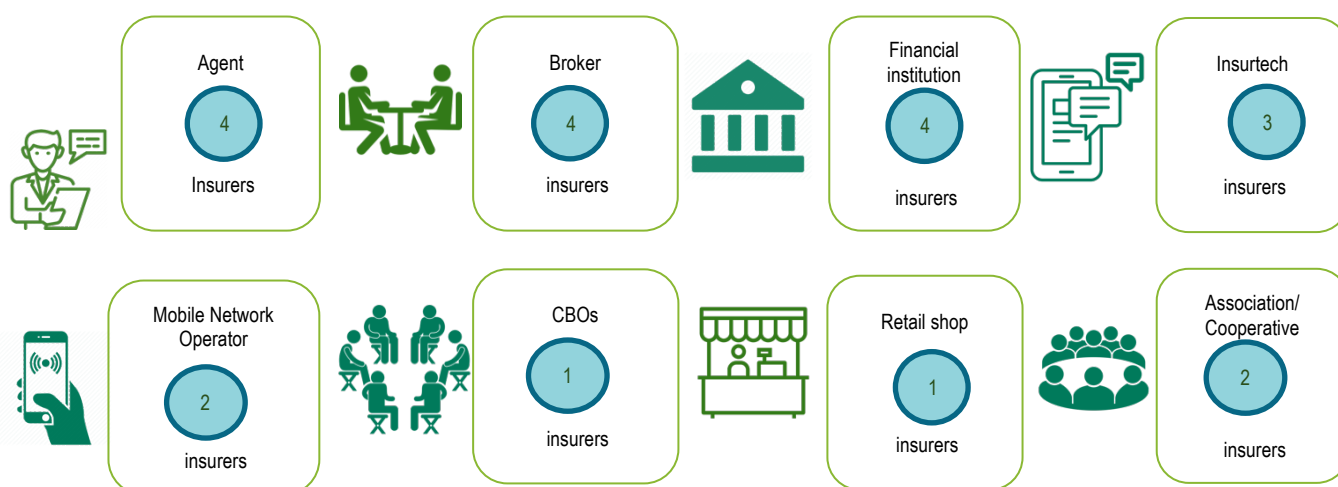 Agent
4
Insurers
Broker
4
insurers
Financial
institution
4
insurers
Insurtech
3
insurers
Mobile Network
Operator
2
insurers
CBOs
1
insurers
Retail shop
1
insurers
Association/
Cooperative
2
insurers